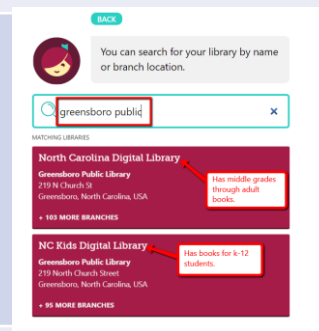 BACK
You can search for your library by name
or branch location.
greensboro public
×
MATCHING LIBRARIES
North Carolina Digital Library
Greensboro Public Library
219 N Church St
Greensboro, North Carolina, USA
+ 103 MORE BRANCHES
Has middle grades
through adult
books.
NC Kids Digital Library
Greensboro Public Library
219 North Church Street
Greensboro, North Carolina, USA
+ 95 MORE BRANCHES
Has books for k-12
students.